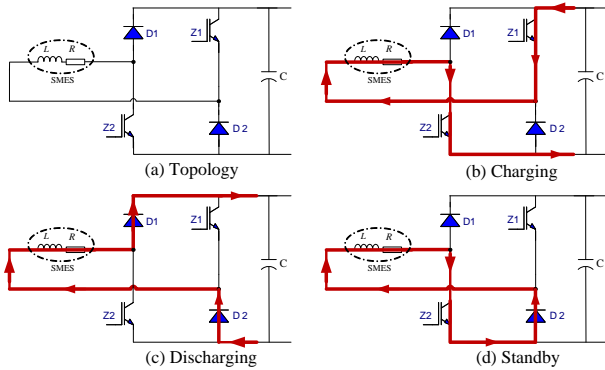 D1
Z1
L
R
SMES
C
Z2
D 2
(a) Topology
D1
Z1
L
R
SMES
C
Z2
D 2
(b) Charging
D1
Z1
L
R
SMES
C
Z2
D 2
(c) Discharging
D1
Z1
L
R
SMES
C
Z2
D 2
(d) Standby